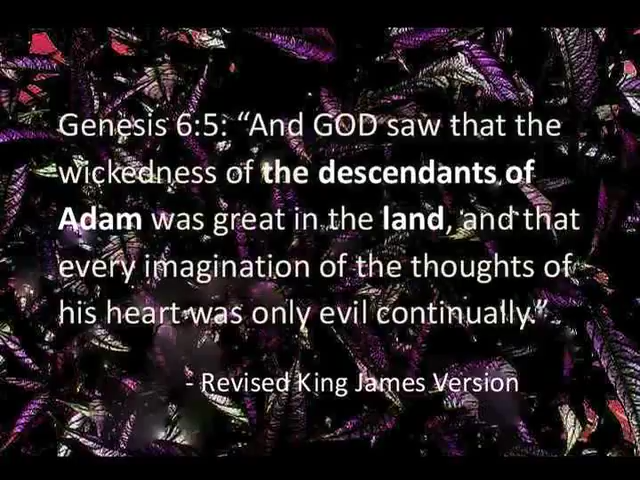 Genesis 6:5: “And GOD saw that the
wickedness of the descendants of
Adam was great in the land, and that
every imagination of the thoughts of
his heart was only evil continually.”
- Revised King James Version